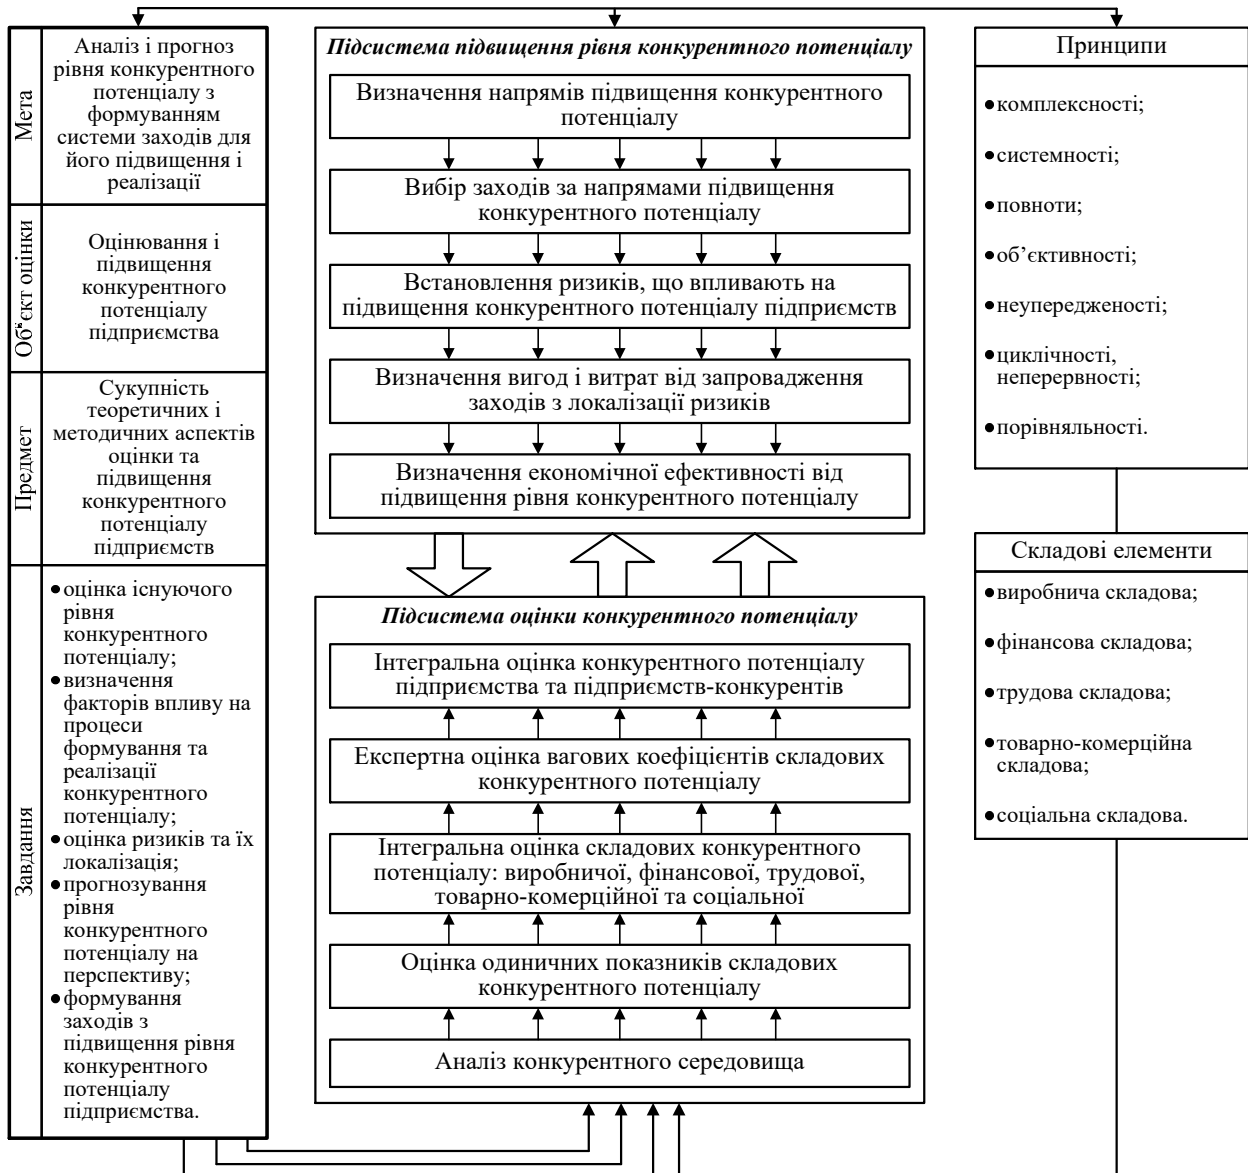 Мета
Аналіз і прогноз
рівня конкурентного
потенціалу з
формуванням
системи заходів для
його підвищення і
реалізації
Об'єкт оцінки
Оцінювання і
підвищення
конкурентного
потенціалу
підприємства
Предмет
Сукупність
теоретичних і
методичних аспектів
оцінки та
підвищення
конкурентного
потенціалу
підприємств
Завдання
•оцінка існуючого
рівня
конкурентного
потенціалу;
•визначення
факторів впливу на
процеси
формування та
реалізації
конкурентного
потенціалу;
•оцінка ризиків та їх
локалізація;
•прогнозування
рівня
конкурентного
потенціалу на
перспективу;
•формування
заходів з
підвищення рівня
конкурентного
потенціалу
підприємства.
Підсистема підвищення рівня конкурентного потенціалу
Визначення напрямів підвищення конкурентного
потенціалу
Вибір заходів за напрямами підвищення
конкурентного потенціалу
Встановлення ризиків, що впливають на
підвищення конкурентного потенціалу підприємств
Визначення вигод і витрат від запровадження
заходів з локалізації ризиків
Визначення економічної ефективності від
підвищення рівня конкурентного потенціалу
Підсистема оцінки конкурентного потенціалу
Інтегральна оцінка конкурентного потенціалу
підприємства та підприємств-конкурентів
Експертна оцінка вагових коефіцієнтів складових
конкурентного потенціалу
Інтегральна оцінка складових конкурентного
потенціалу: виробничої, фінансової, трудової,
товарно-комерційної та соціальної
Оцінка одиничних показників складових
конкурентного потенціалу
Аналіз конкурентного середовища
Принципи
•комплексності;
•системності;
•повноти;
•об’єктивності;
•неупередженості;
•циклічності,
неперервності;
•порівняльності.
Складові елементи
•виробнича складова;
•фінансова складова;
•трудова складова;
•товарно-комерційна
складова;
•соціальна складова.